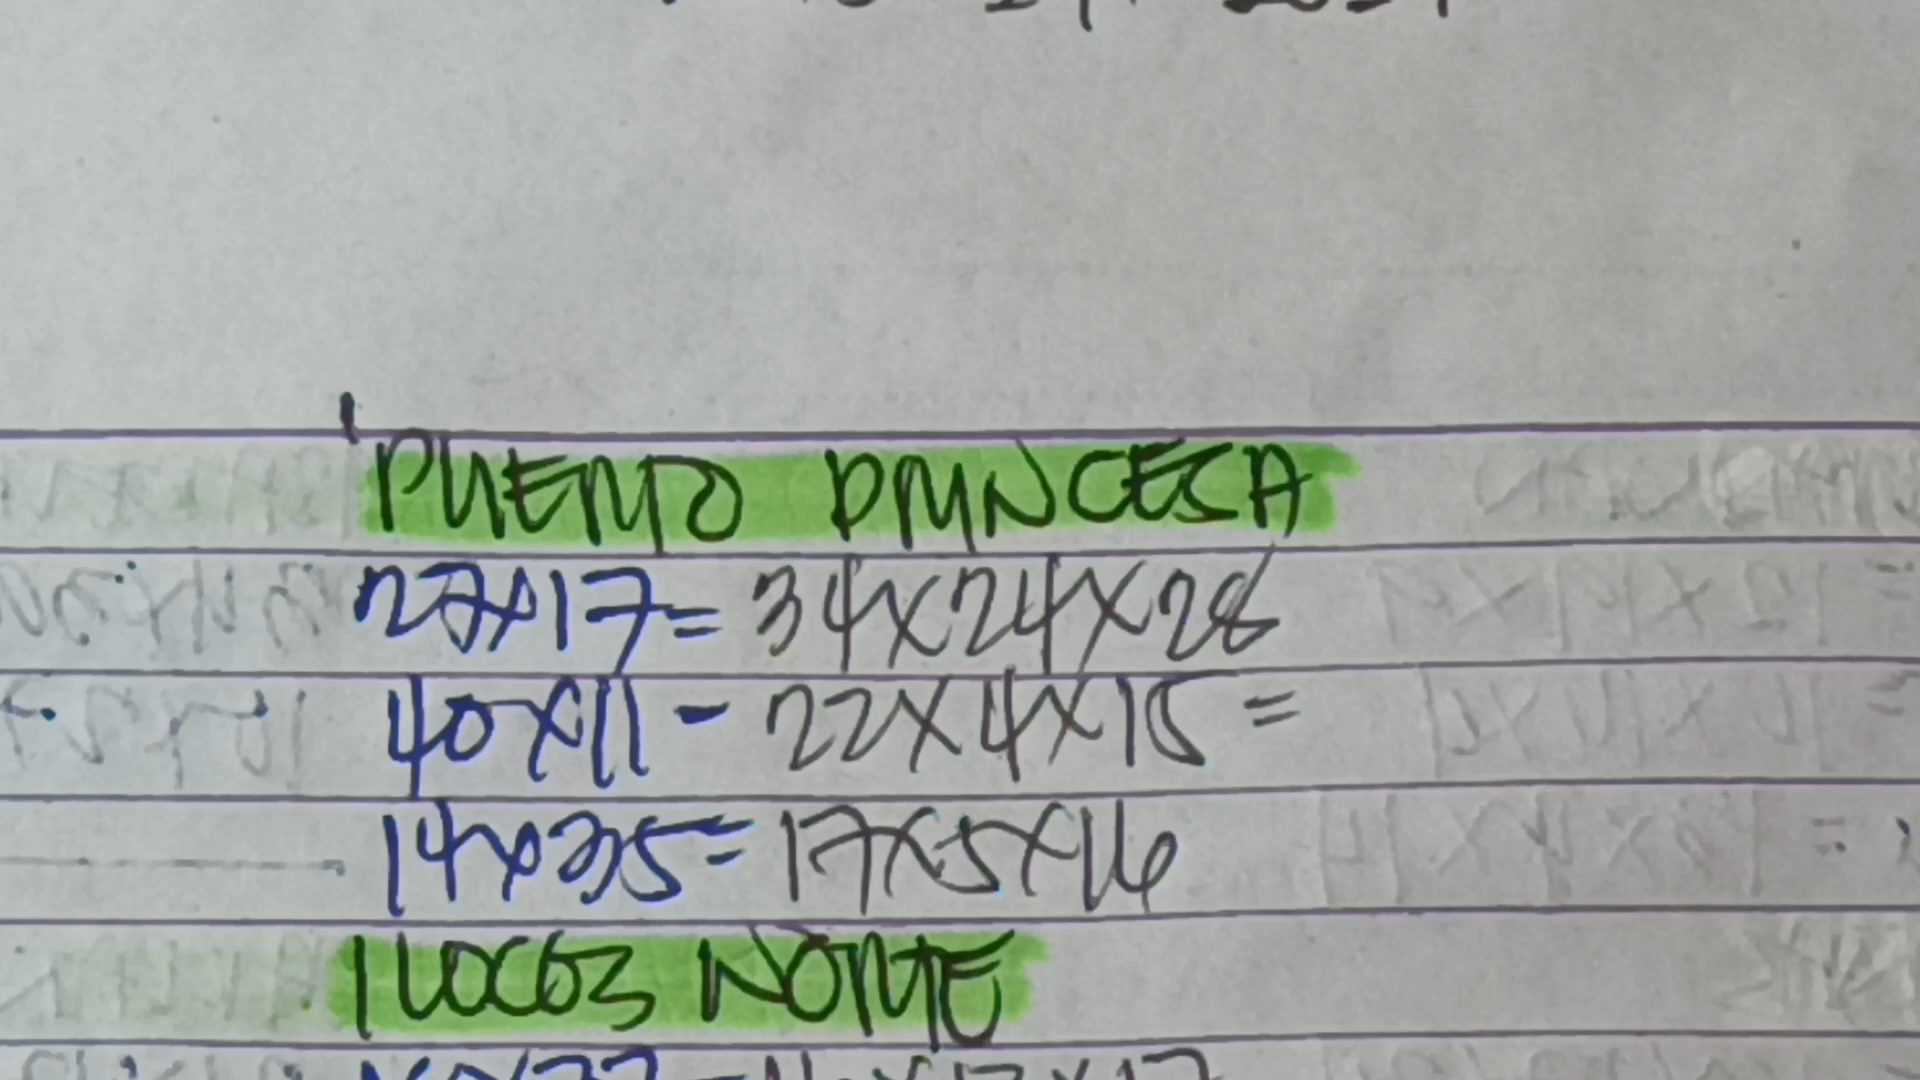 PUERTO PRINCESA
27x17= 34x24x28
40x11- 22x4x15=
14x35= 17x5x16
ILOCOS NORTE